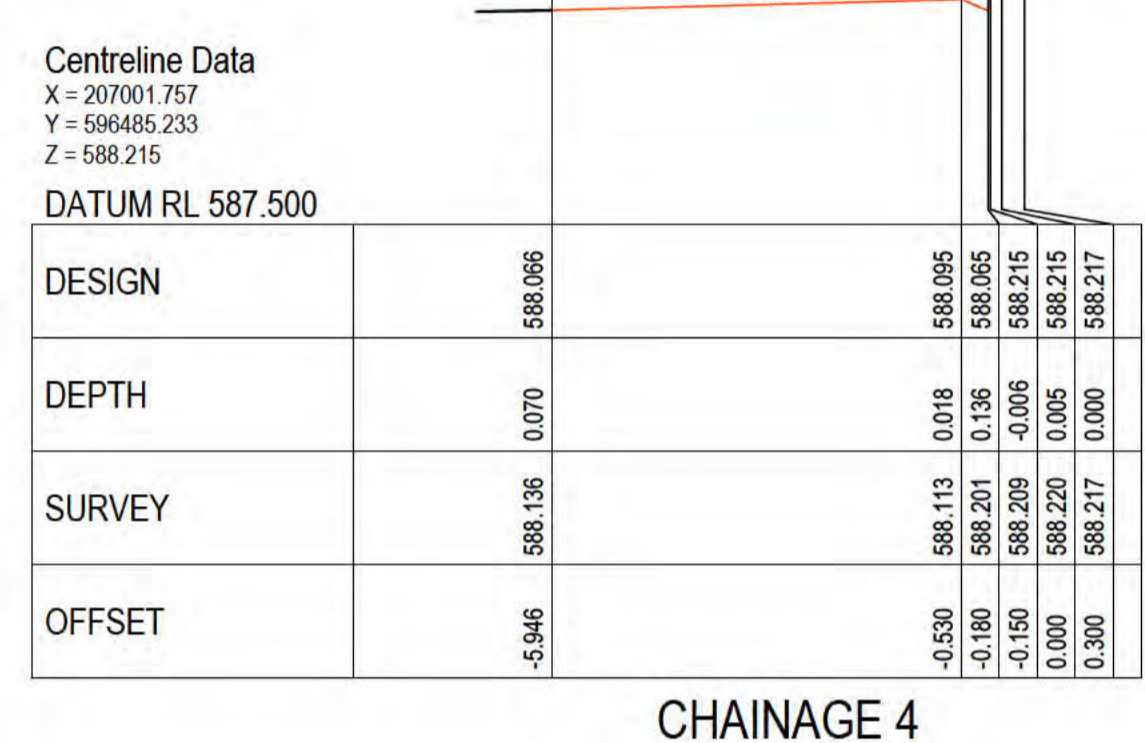 Centreline Data
X = 207001.757
Y = 596485.233
Z = 588.215
DATUM RL 587.500
DESIGN 588.066 588.095 588.065 588.215 588.215 588.217
DEPTH 0.070 0.018 0.136 -0.006 0.005 0.000
SURVEY 588.136 588.113 588.201 588.209 588.220 588.217
OFFSET -5.946 -0.530 -0.180 -0.150 0.000 0.300
CHAINAGE 4